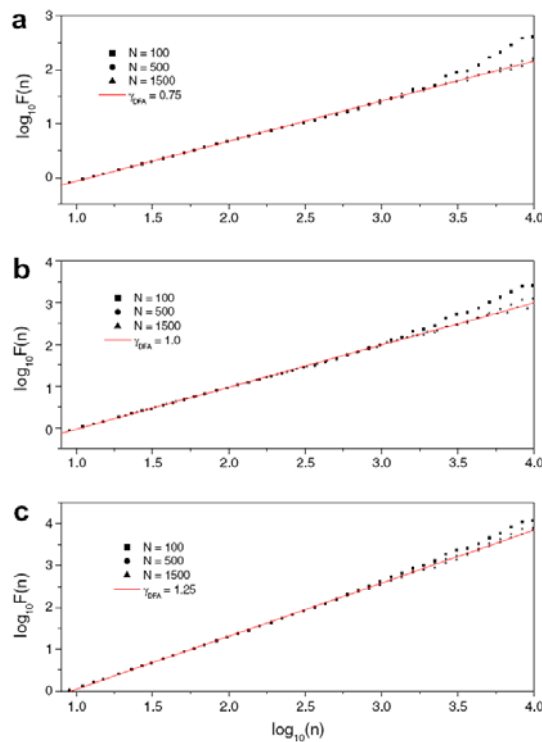 a
3
2
1
0
log10F(n)
N = 100
N = 500
N = 1500
γDFA = 0.75
1.0 1.5 2.0 2.5 3.0 3.5 4.0
b
4
3
2
1
0
log10F(n)
N = 100
N = 500
N = 1500
γDFA = 1.0
1.0 1.5 2.0 2.5 3.0 3.5 4.0
c
4
3
2
1
0
log10F(n)
N = 100
N = 500
N = 1500
γDFA = 1.25
1.0 1.5 2.0 2.5 3.0 3.5 4.0
log10(n)